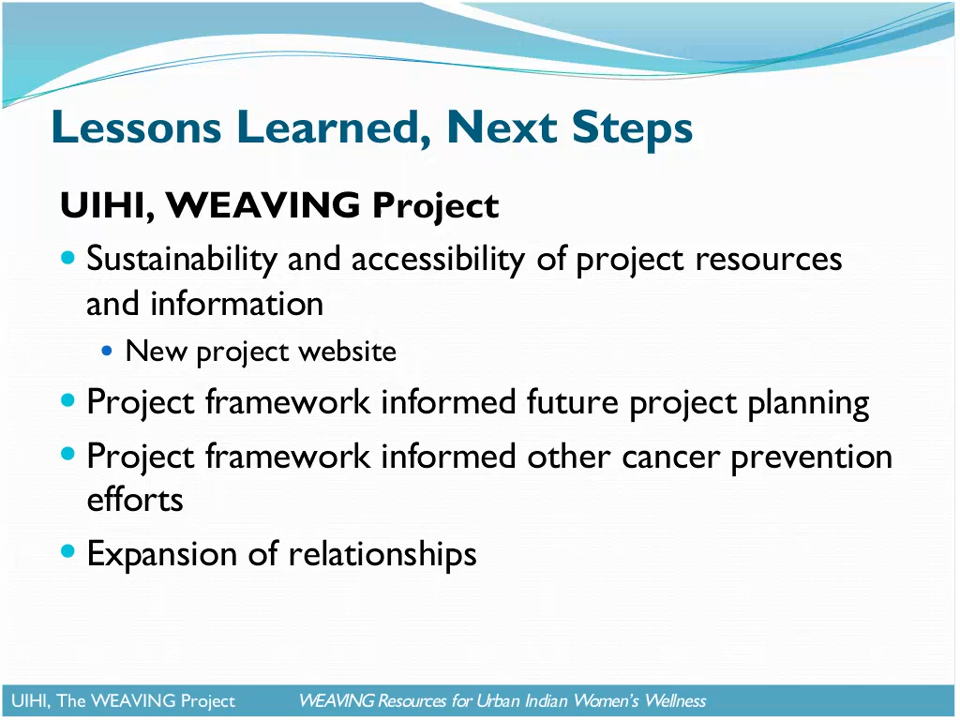 Lessons Learned, Next Steps
UIHI, WEAVING Project
• Sustainability and accessibility of project resources
and information
• New project website
• Project framework informed future project planning
• Project framework informed other cancer prevention
efforts
• Expansion of relationships
UIHI, The WEAVING Project WEAVING Resources for Urban Indian Women's Wellness